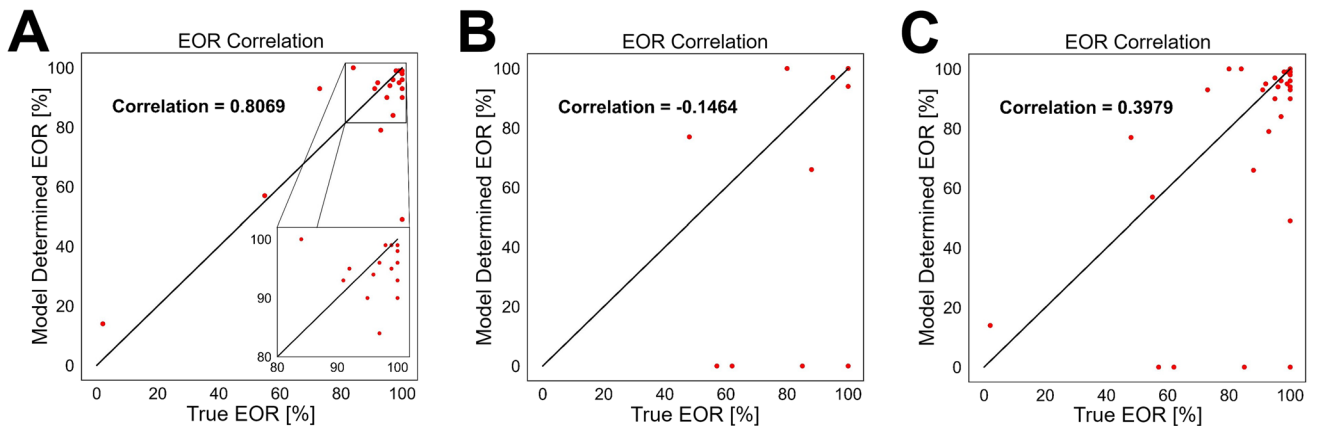 A
EOR Correlation
Model Determined EOR [%]
Correlation = 0.8069
100
80
60
40
20
0
100
90
80
80 90 100
0 20 40 60 80 100
True EOR [%]
B
EOR Correlation
Correlation = -0.1464
100
80
60
40
20
0
0 20 40 60 80 100
True EOR [%]
C
EOR Correlation
Model Determined EOR [%]
Correlation = 0.3979
100
80
60
40
20
0
0 20 40 60 80 100
True EOR [%]